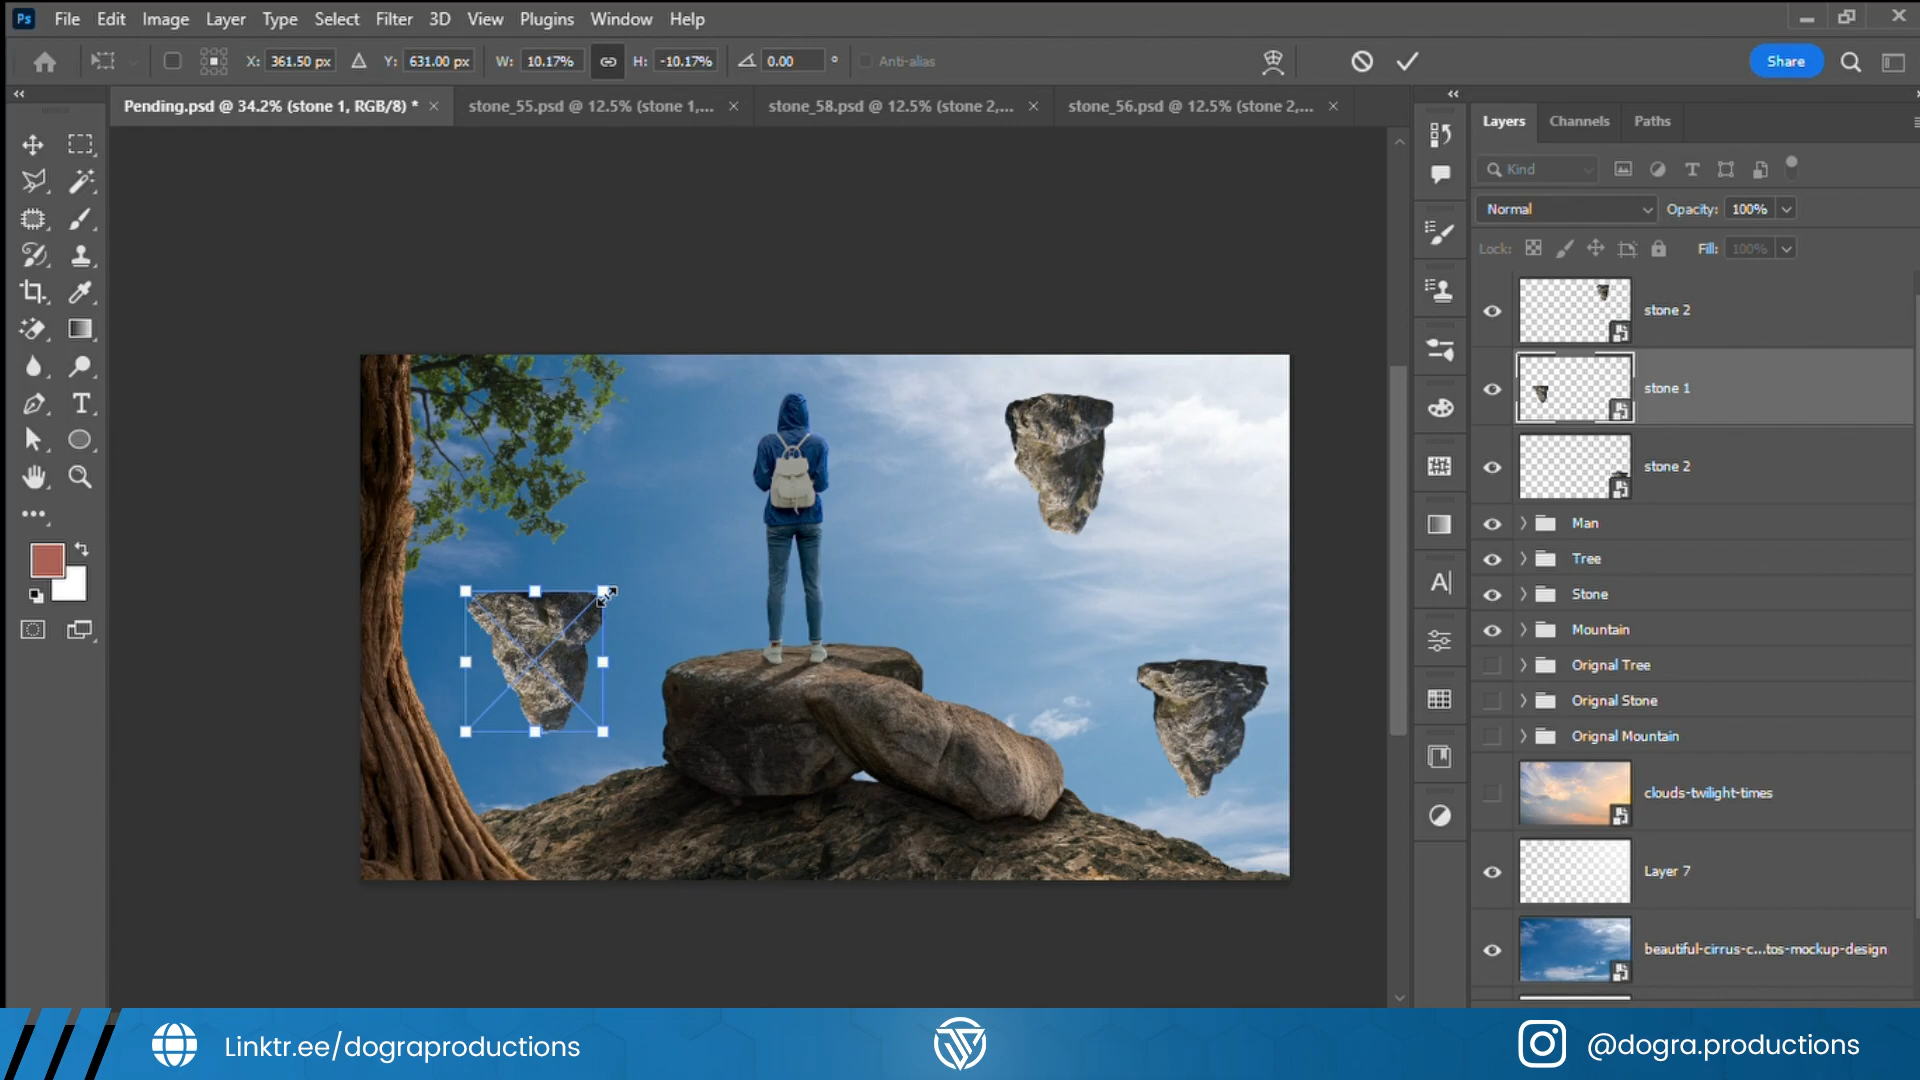 Ps File Edit Image Layer Type Select Filter 3D View Plugins Window Help
X: 361.50 px Y: 631.00 px W: 10.17% H: -10.17% 0.00 ° Anti-alias Share
Pending.psd @ 34.2% (stone 1, RGB/8) * × stone_55.psd @ 12.5% (stone 1,... × stone_58.psd @ 12.5% (stone 2,... × stone_56.psd @ 12.5% (stone 2,... ×
Layers Channels Paths
Kind
Normal Opacity: 100%
Lock: Fill: 100%
stone 2
stone 1
stone 2
Man
Tree
Stone
Mountain
Orignal Tree
Orignal Stone
Orignal Mountain
clouds-twilight-times
Layer 7
beautiful-cirrus-c...tos-mockup-design
Linktr.ee/dograproductions
@dogra.productions